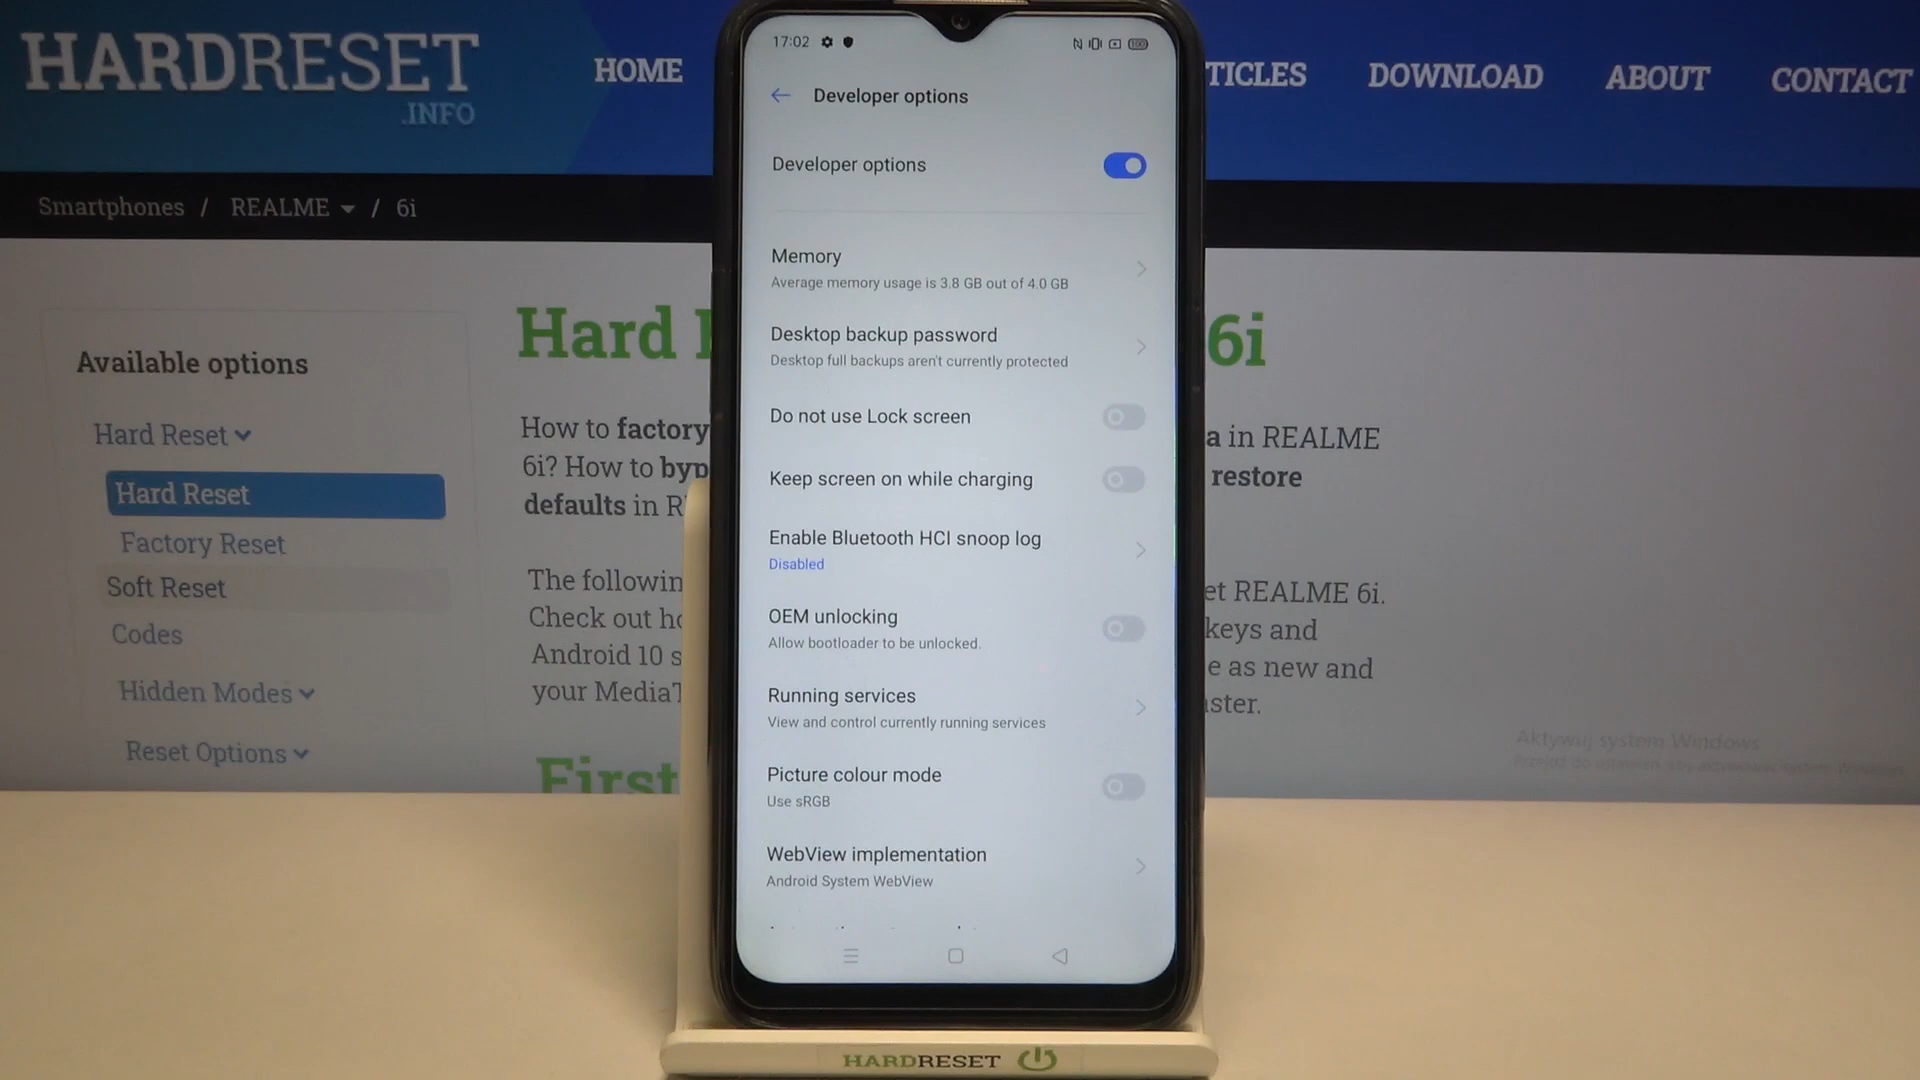 HARDRESET
.INFO
HOME
TICLES
DOWNLOAD
ABOUT
CONTACT
Smartphones / REALME / 6i
Available options
Hard Reset
Hard Reset
Factory Reset
Soft Reset
Codes
Hidden Modes
Reset Options
Hard
6i
How to factory
a in REALME
6i? How to byp
restore
defaults in R
The followin
et REALME 6i.
Check out ho
keys and
Android 10 s
e as new and
your MediaT
ster.
First
Aktywuj system Windows
17:02
100
Developer options
Developer options
Memory
Average memory usage is 3.8 GB out of 4.0 GB
Desktop backup password
Desktop full backups aren't currently protected
Do not use Lock screen
Keep screen on while charging
Enable Bluetooth HCI snoop log
Disabled
OEM unlocking
Allow bootloader to be unlocked.
Running services
View and control currently running services
Picture colour mode
Use sRGB
WebView implementation
Android System WebView
HARDRESET